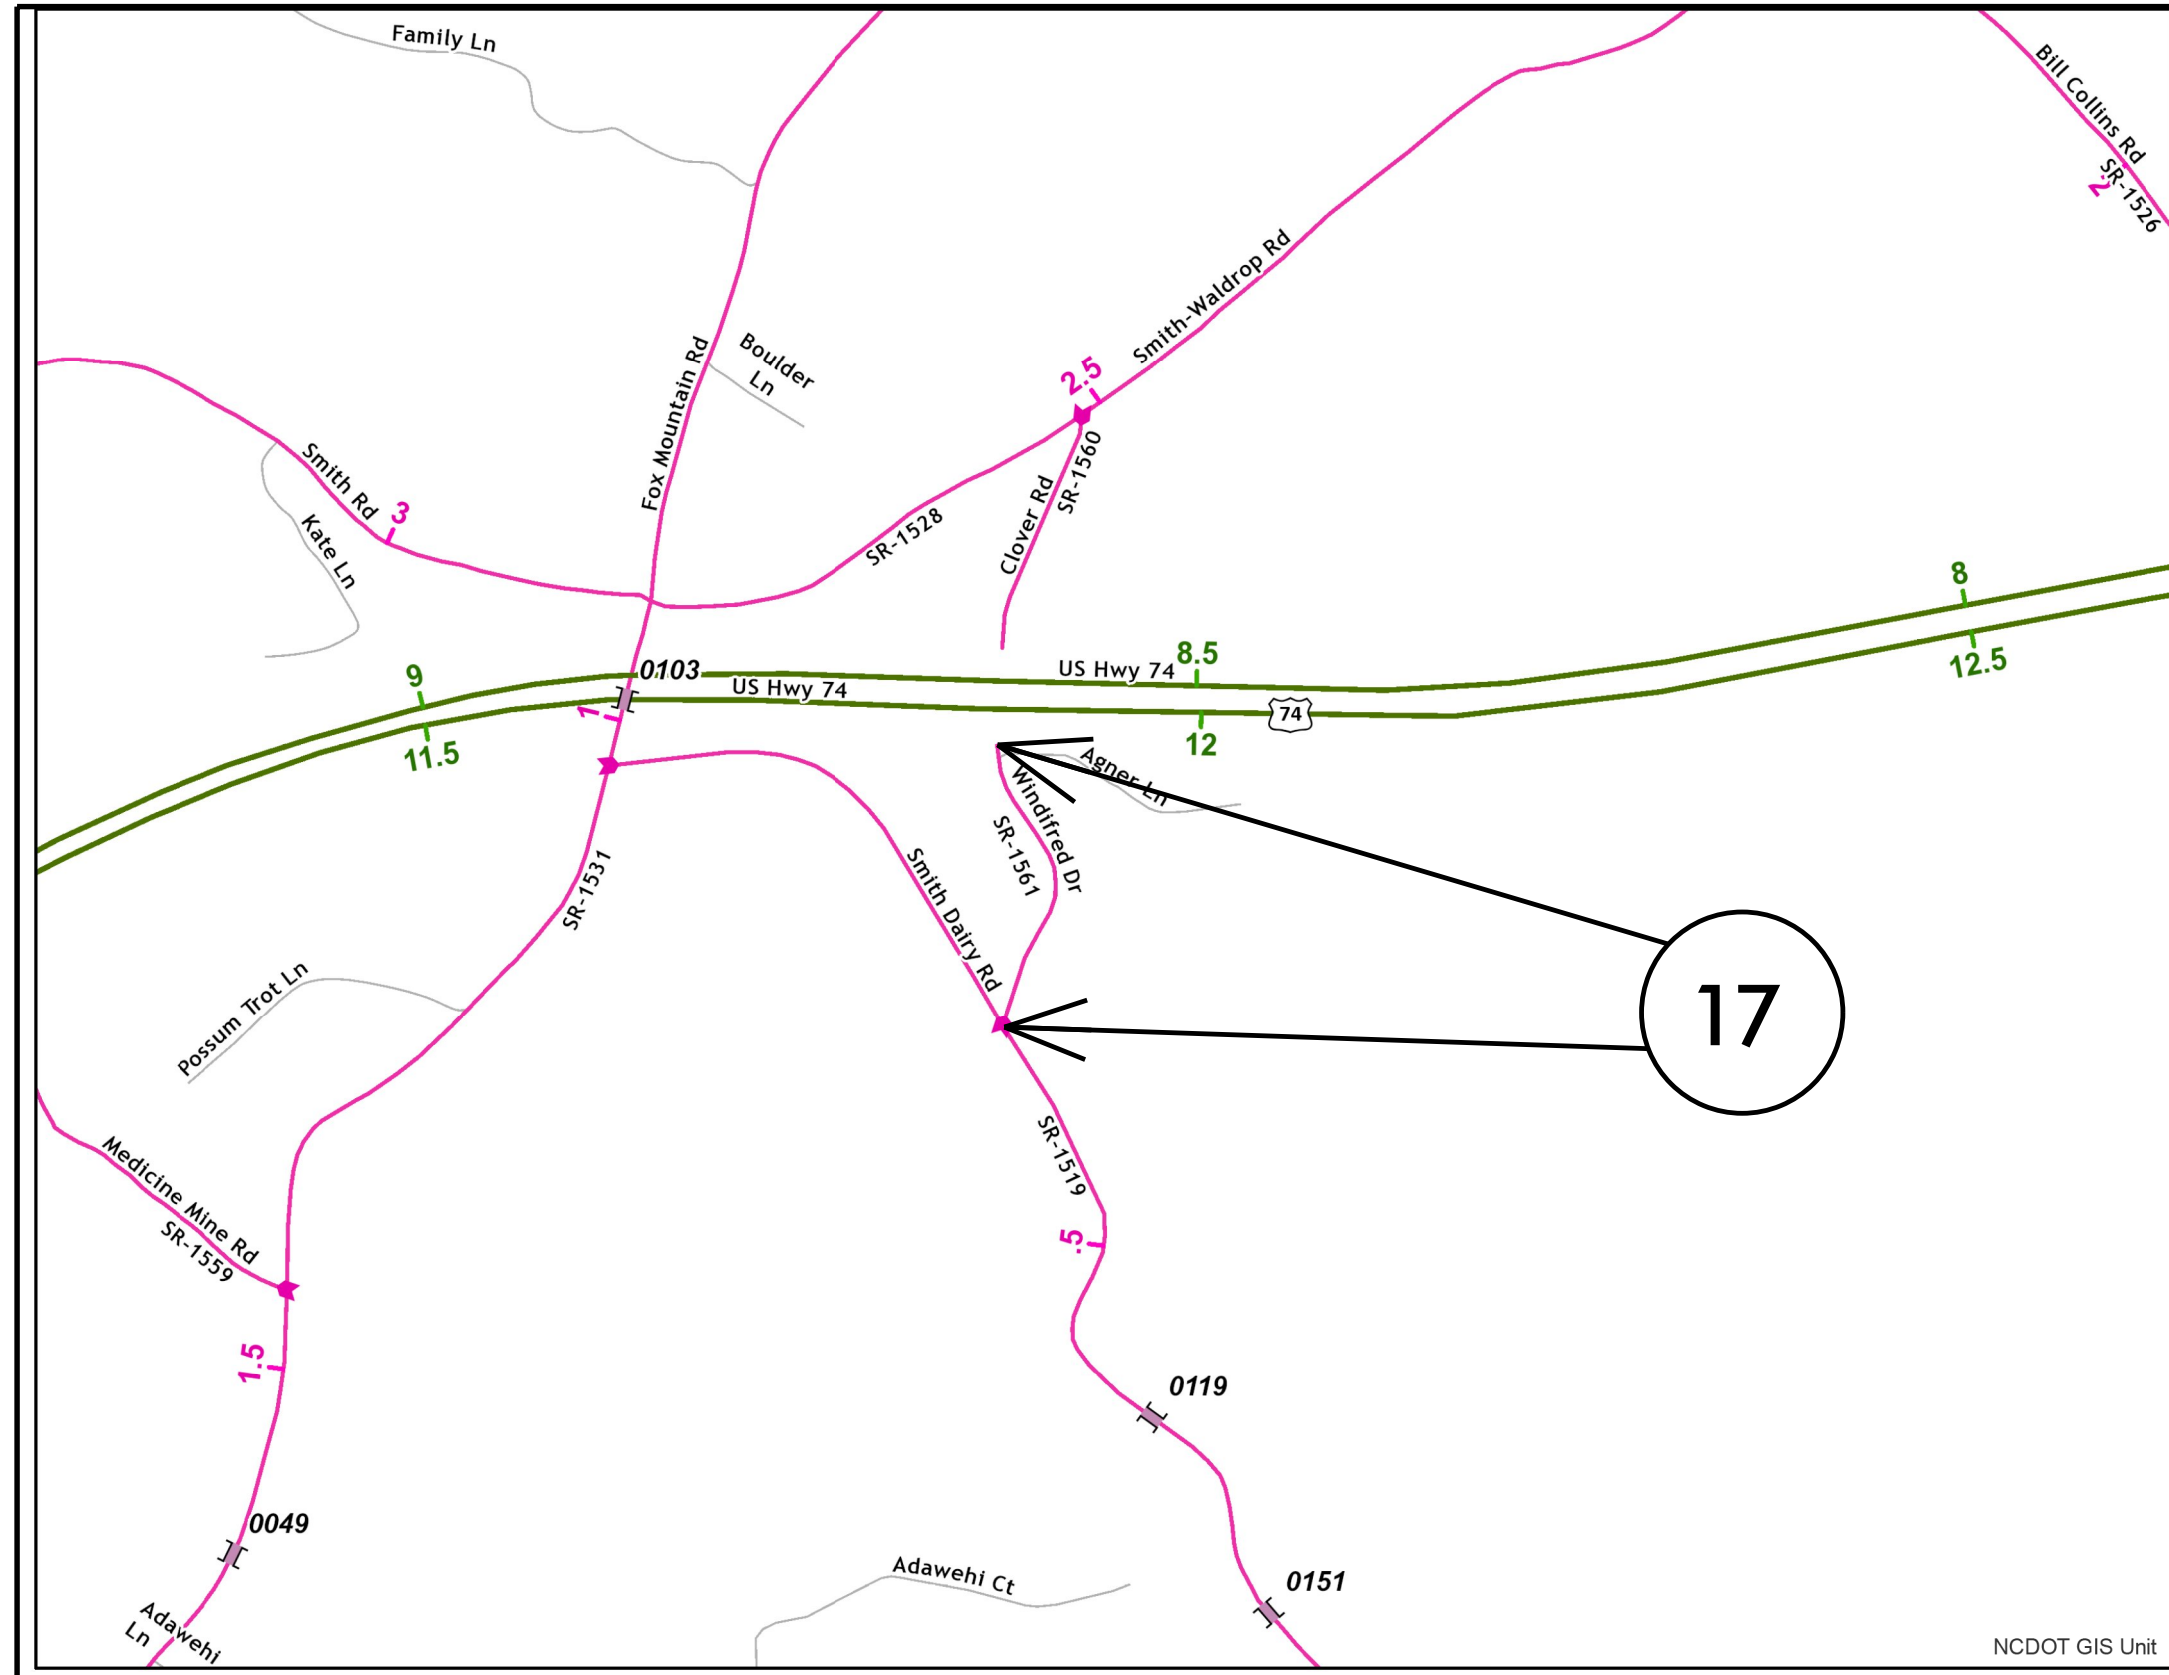 Family Ln
Bill Collins Rd
SR-1526
2
Smith-Waldrop Rd
Boulder
Ln
Fox Mountain Rd
2.5
Smith Rd
3
Kate Ln
SR-1528
Clover Rd
SR-1560
8
9
0103
US Hwy 74
8.5
12.5
US Hwy 74
1
74
11.5
12
Agner Ln
Windifred Dr
SR-1561
SR-1531
Smith Dairy Rd
Possum Trot Ln
17
Medicine Mine Rd
SR-1559
SR-1519
.5
1.5
0119
0049
Adawehi Ct
0151
Adawehi
Ln
NCDOT GIS Unit